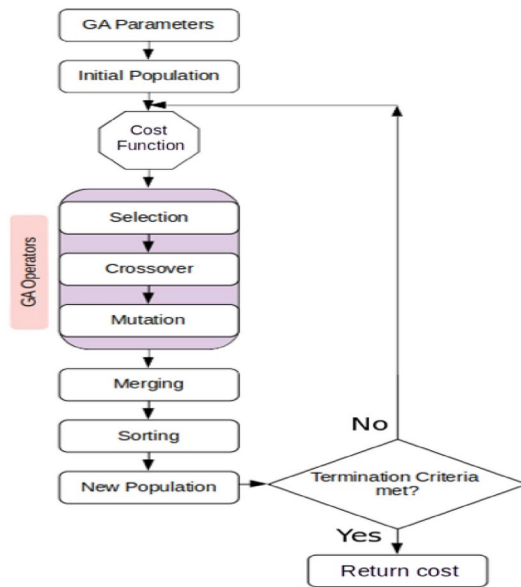 GA Parameters
Initial Population
Cost
Function
GA Operators
Selection
Crossover
Mutation
Merging
Sorting
New Population
No
Termination Criteria
met?
Yes
Return cost